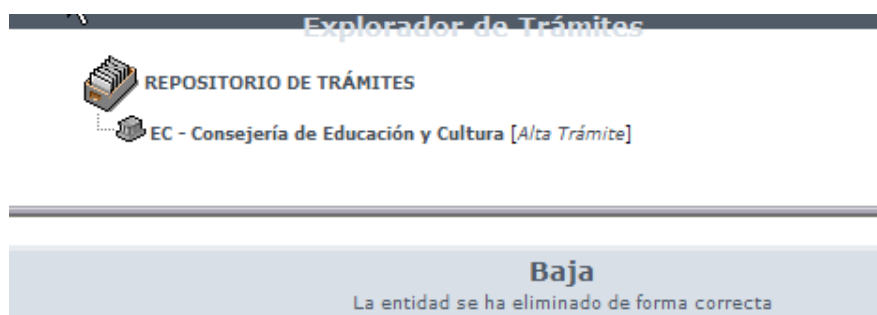 Explorador de Trámites
REPOSITORIO DE TRÁMITES
EC - Consejería de Educación y Cultura [Alta Trámite]
Baja
La entidad se ha eliminado de forma correcta